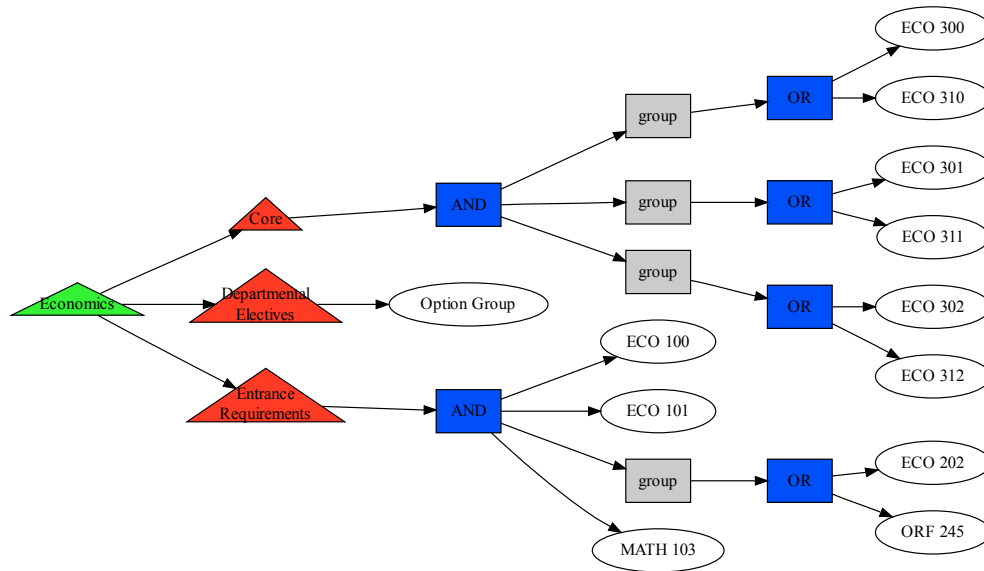 ECO 300
OR
ECO 310
group
ECO 301
OR
AND
group
Core
ECO 311
group
Economics
Departmental
Electives
Option Group
OR
ECO 302
ECO 100
ECO 312
Entrance
Requirements
AND
ECO 101
ECO 202
group
OR
ORF 245
MATH 103